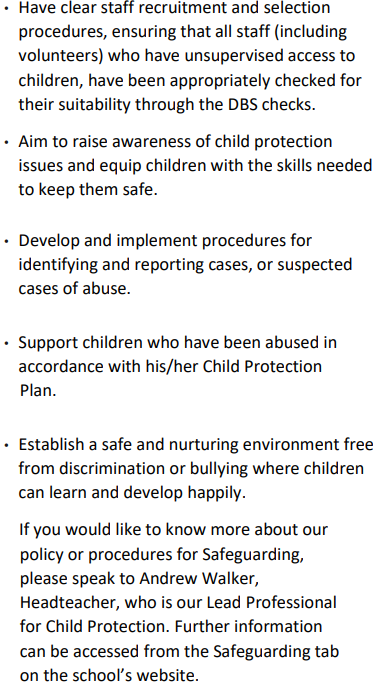 • Have clear staff recruitment and selection
procedures, ensuring that all staff (including
volunteers) who have unsupervised access to
children, have been appropriately checked for
their suitability through the DBS checks.
• Aim to raise awareness of child protection
issues and equip children with the skills needed
to keep them safe.
• Develop and implement procedures for
identifying and reporting cases, or suspected
cases of abuse.
• Support children who have been abused in
accordance with his/her Child Protection
Plan.
• Establish a safe and nurturing environment free
from discrimination or bullying where children
can learn and develop happily.
If you would like to know more about our
policy or procedures for Safeguarding,
please speak to Andrew Walker,
Headteacher, who is our Lead Professional
for Child Protection. Further information
can be accessed from the Safeguarding tab
on the school’s website.